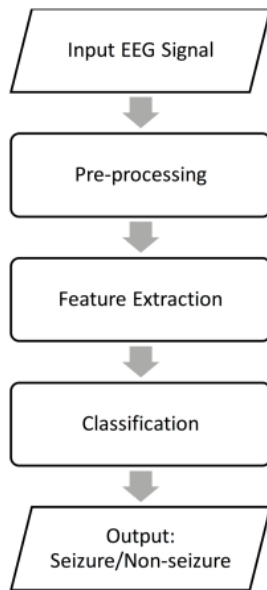 Input EEG Signal
Pre-processing
Feature Extraction
Classification
Output:
Seizure/Non-seizure